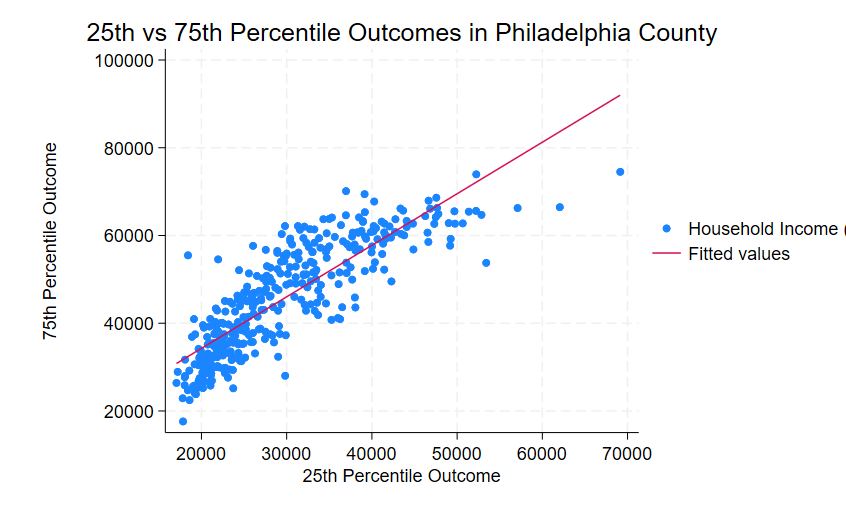 25th vs 75th Percentile Outcomes in Philadelphia County
100000
80000
60000
40000
20000
75th Percentile Outcome
20000 30000 40000 50000 60000 70000
25th Percentile Outcome
Household Income (
Fitted values